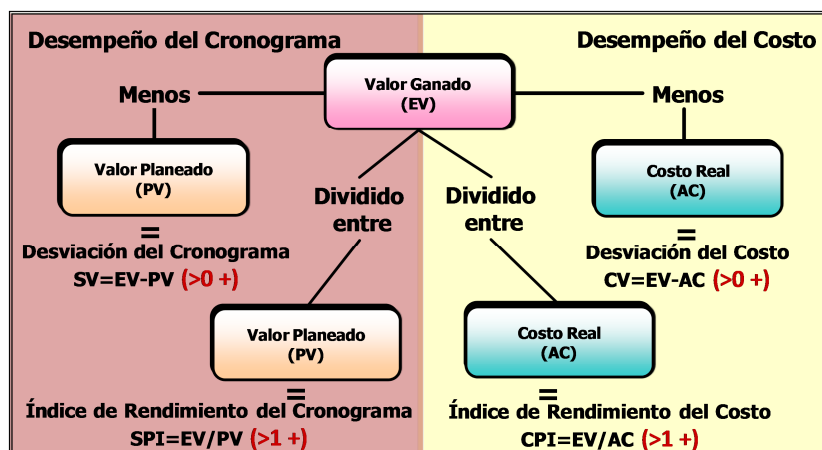 Desempeño del Cronograma
Desempeño del Costo
Valor Ganado
(EV)
Menos
Menos
Valor Planeado
(PV)
Costo Real
(AC)
Dividido
entre
Dividido
entre
=
Desviación del Cronograma
SV=EV-PV (>0 +)
=
Desviación del Costo
CV=EV-AC (>0 +)
Valor Planeado
(PV)
Costo Real
(AC)
=
Índice de Rendimiento del Cronograma
SPI=EV/PV (>1 +)
=
Índice de Rendimiento del Costo
CPI=EV/AC (>1 +)